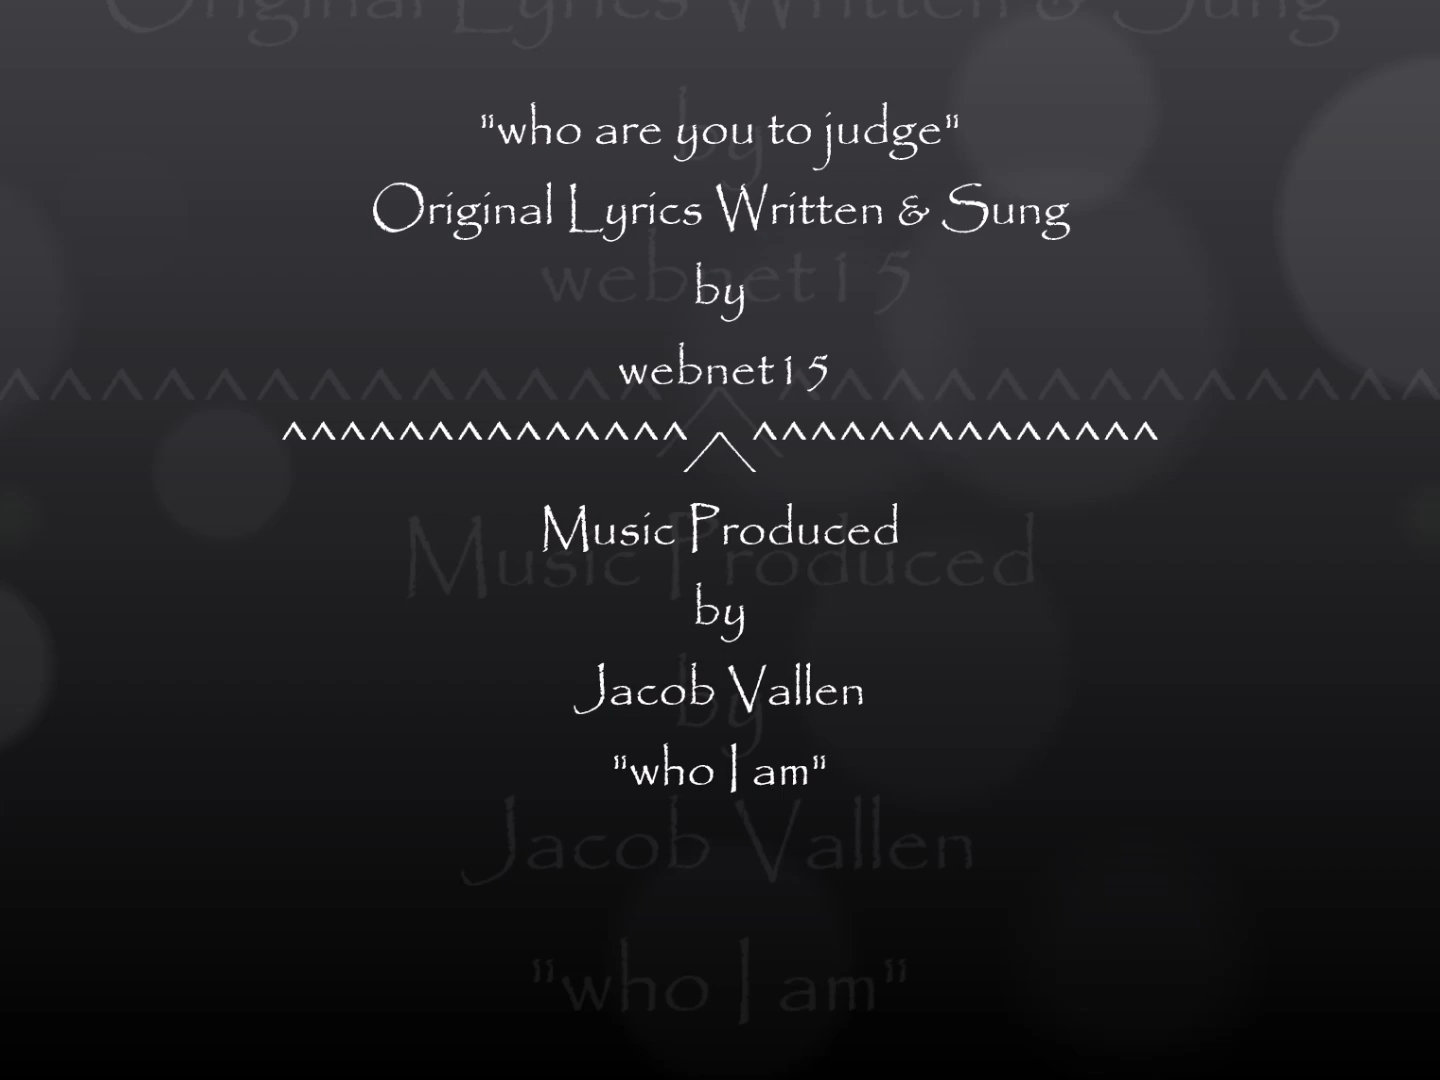 "who are you to judge"
Original Lyrics Written & Sung
by
webnet15
^^^^^^^^^^^^^^^^^^^^^^^^^^^^^
Music Produced
by
Jacob Vallen
"who I am"